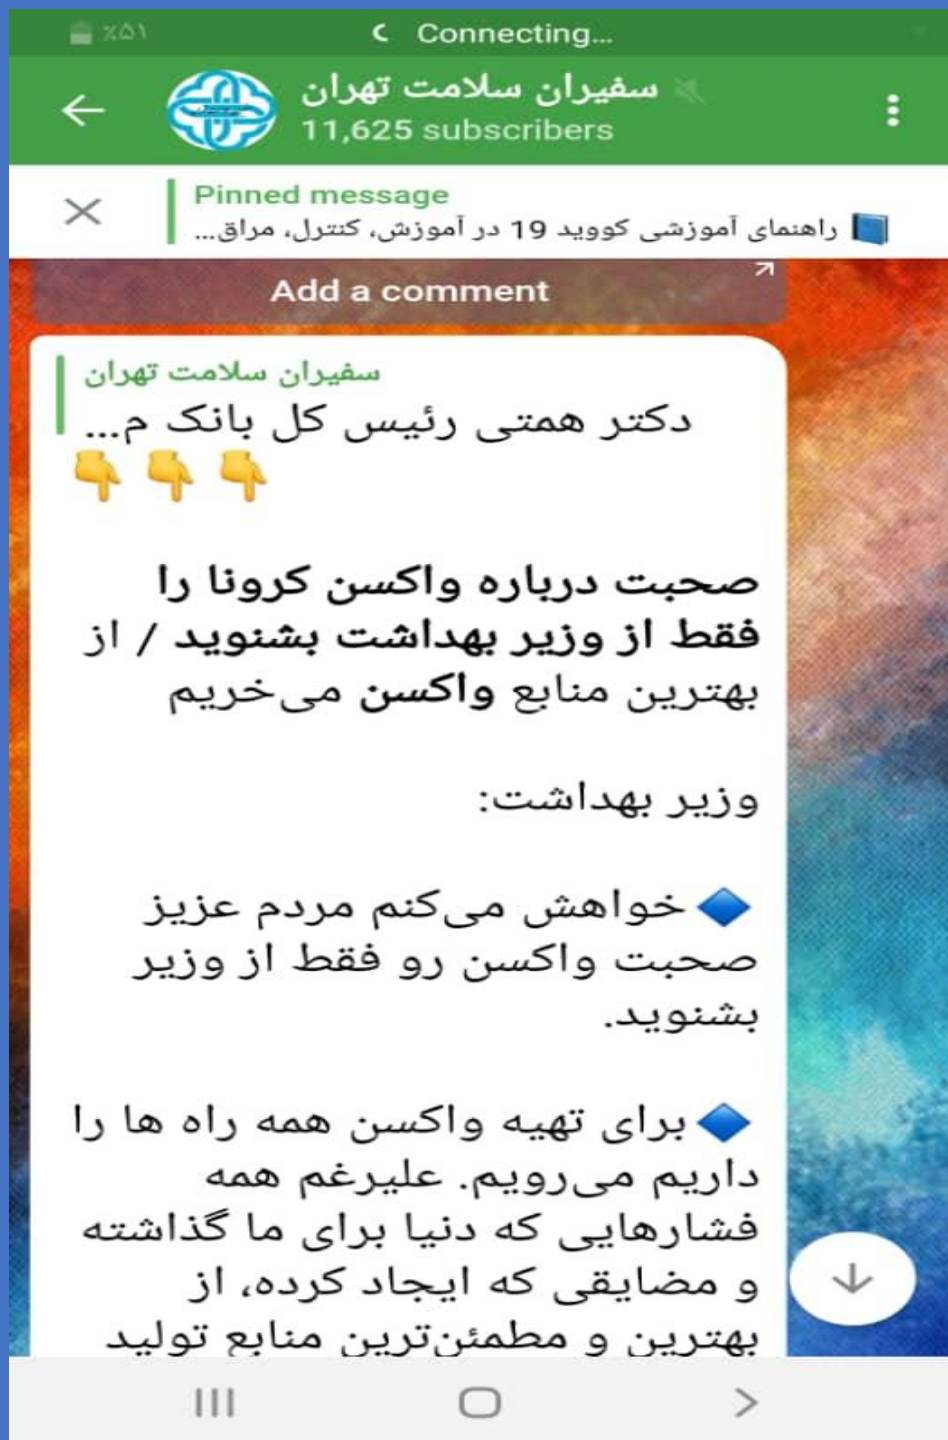 ٪۵۱
Connecting...
سفیران سلامت تهران
11,625 subscribers
Pinned message
راهنمای آموزشی کووید 19 در آموزش، کنترل، مراق...
Add a comment
سفیران سلامت تهران
دکتر همتی رئیس کل بانک م...
👇👇👇
صحبت درباره واکسن کرونا را
فقط از وزیر بهداشت بشنوید / از
بهترین منابع واکسن می‌خریم
وزیر بهداشت:
🔷خواهش می‌کنم مردم عزیز
صحبت واکسن رو فقط از وزیر
بشنوید.
🔷برای تهیه واکسن همه راه ها را
داریم می‌رویم. علیرغم همه
فشارهایی که دنیا برای ما گذاشته
و مضایقی که ایجاد کرده، از
بهترین و مطمئن‌ترین منابع تولید